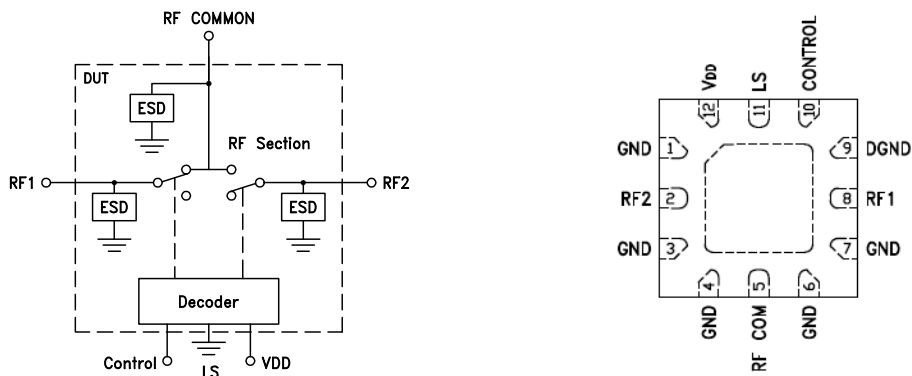 RF COMMON
DUT
ESD
RF Section
RF1
RF2
ESD
ESD
Decoder
Control
LS
VDD
VDD
LS
CONTROL
12
11
10
GND
1
9
DGND
RF2
2
8
RF1
GND
3
7
GND
4
5
6
GND
RF COM
GND